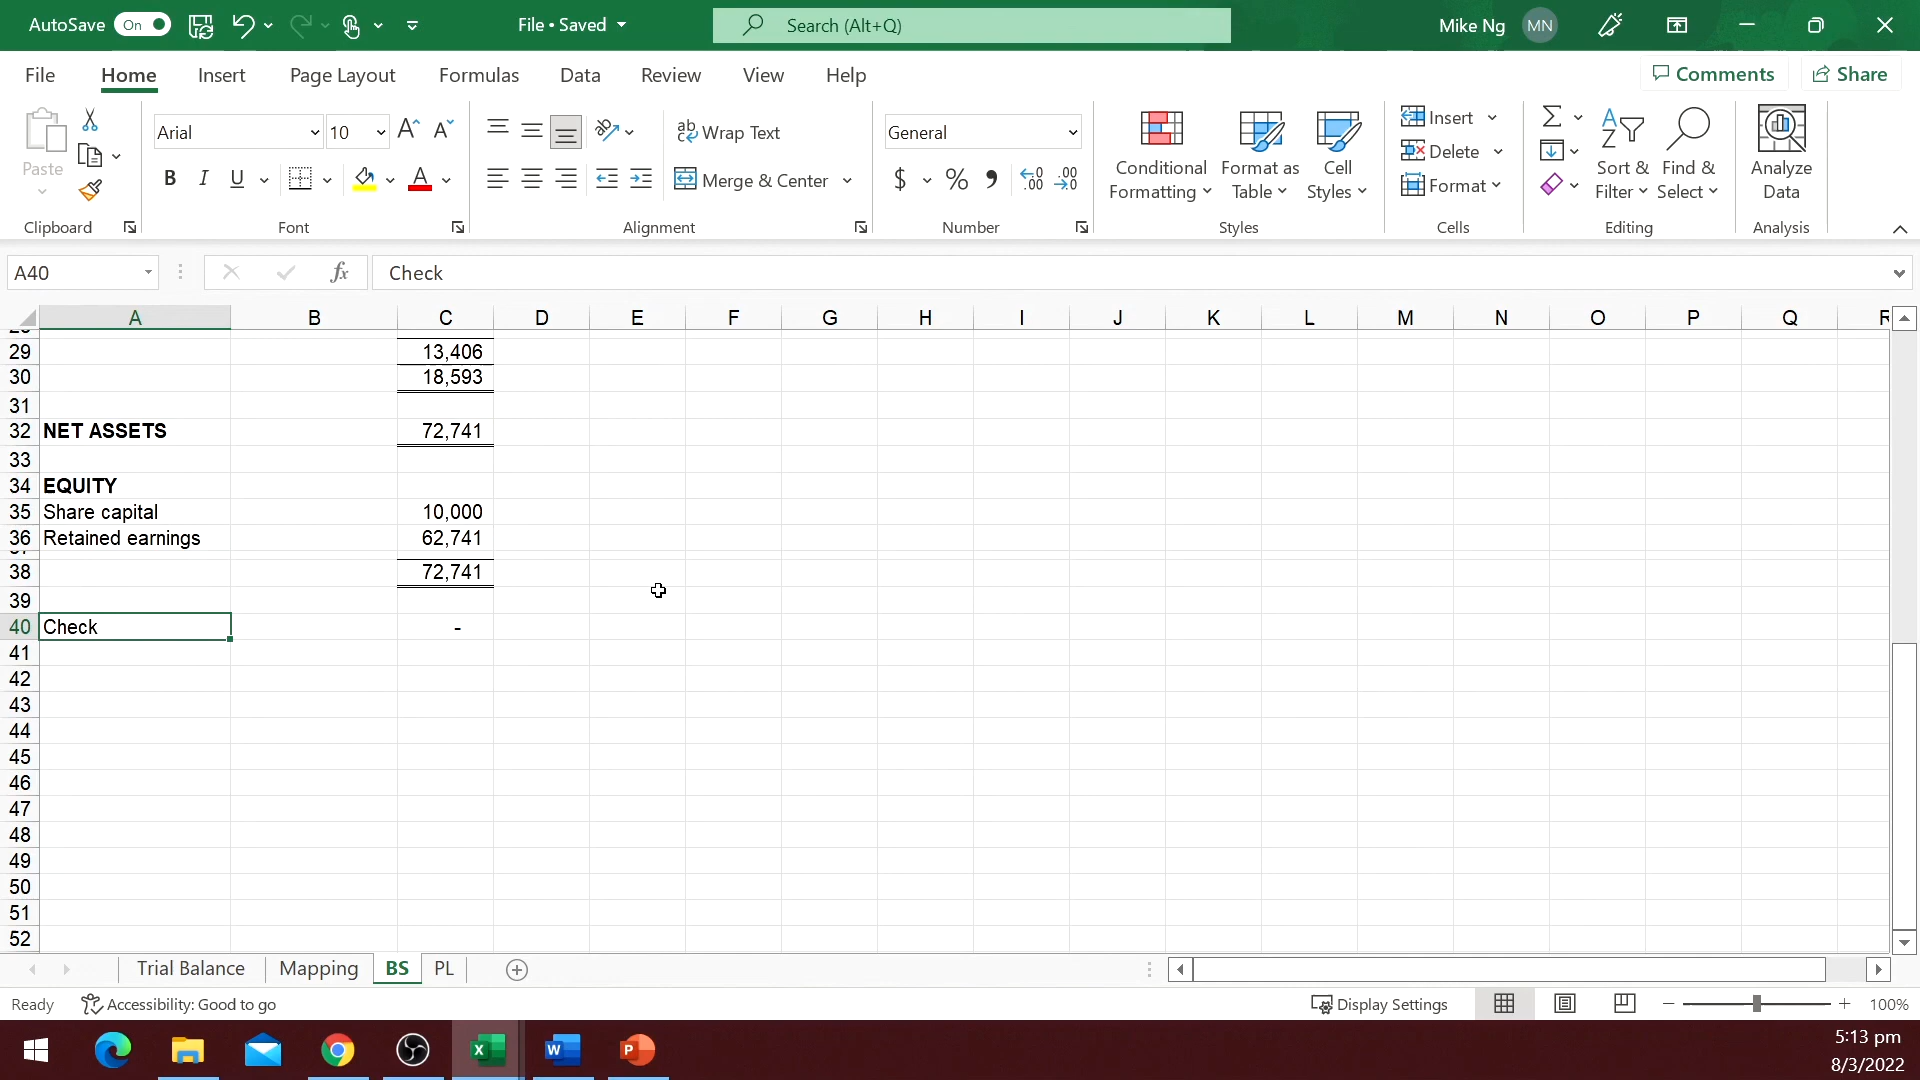 AutoSave On File • Saved Search (Alt+Q) Mike Ng MN
File Home Insert Page Layout Formulas Data Review View Help Comments Share
Paste Arial 10 Wrap Text General Conditional Formatting Format as Table Cell Styles Insert Delete Format Sort & Filter Find & Select Analyze Data
B I U Merge & Center $ %
Clipboard Font Alignment Number Styles Cells Editing Analysis
A40 fx Check
A B C D E F G H I J K L M N O P Q R
29 13,406
30 18,593
31
32 NET ASSETS 72,741
33
34 EQUITY
35 Share capital 10,000
36 Retained earnings 62,741
38 72,741
39
40 Check -
41
42
43
44
45
46
47
48
49
50
51
52
Trial Balance Mapping BS PL
Ready Accessibility: Good to go Display Settings 100%
5:13 pm
8/3/2022